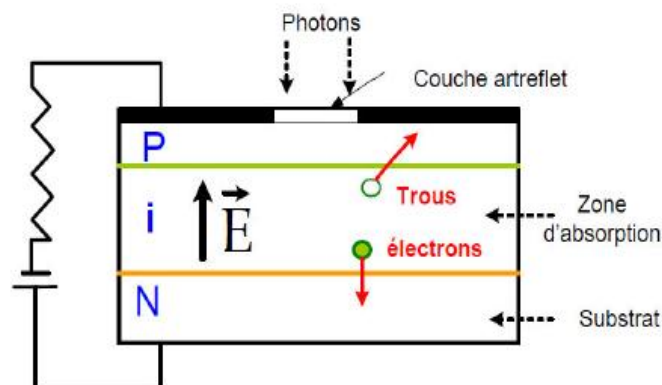 Photons
Couche artreflet
P
Trous
i
E
Zone
d'absorption
électrons
N
Substrat